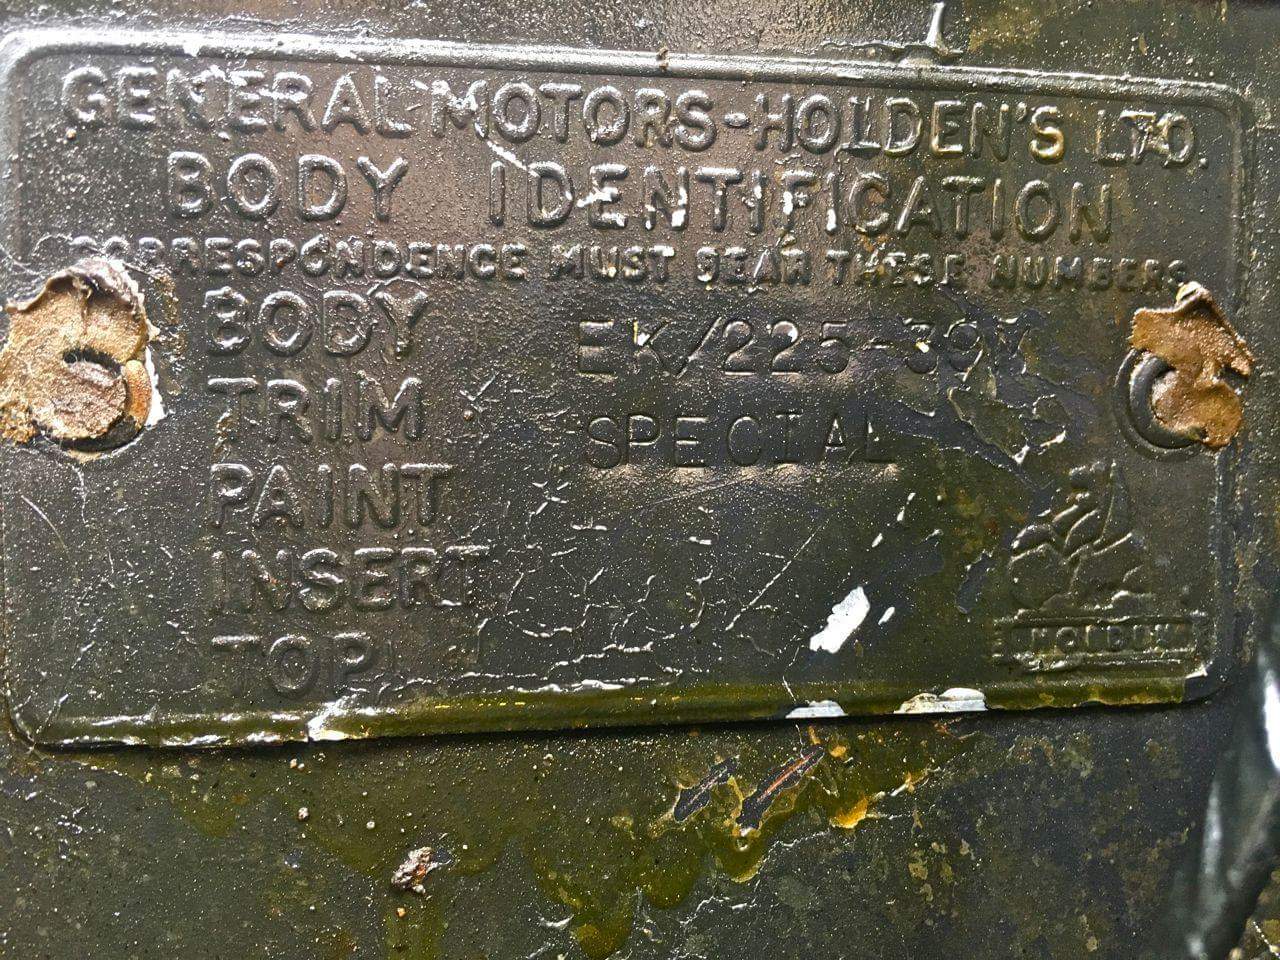 GENERAL-MOTORS-HOLDEN'S LTD.
BODY IDENTIFICATION
CORRESPONDENCE MUST BEAR THESE NUMBERS
BODY
TRIM SPECIAL
PAINT
INSERT
TOP
HOLDEN